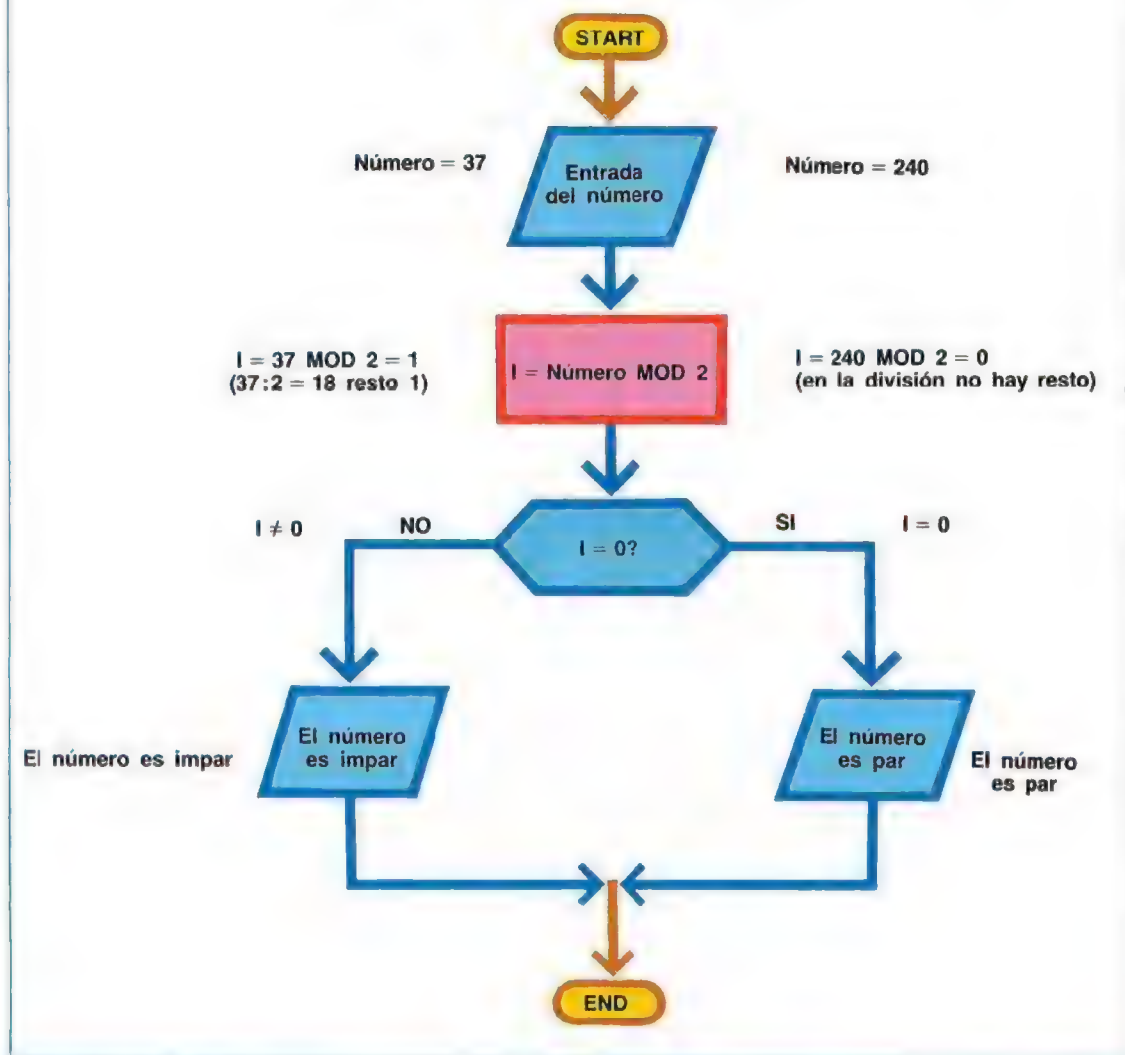 START
Número = 37
Entrada
del número
Número = 240
I = 37 MOD 2 = 1
(37:2 = 18 resto 1)
I = Número MOD 2
I = 240 MOD 2 = 0
(en la división no hay resto)
I ≠ 0
NO
I = 0?
SI
I = 0
El número es impar
El número
es impar
El número
es par
El número
es par
END